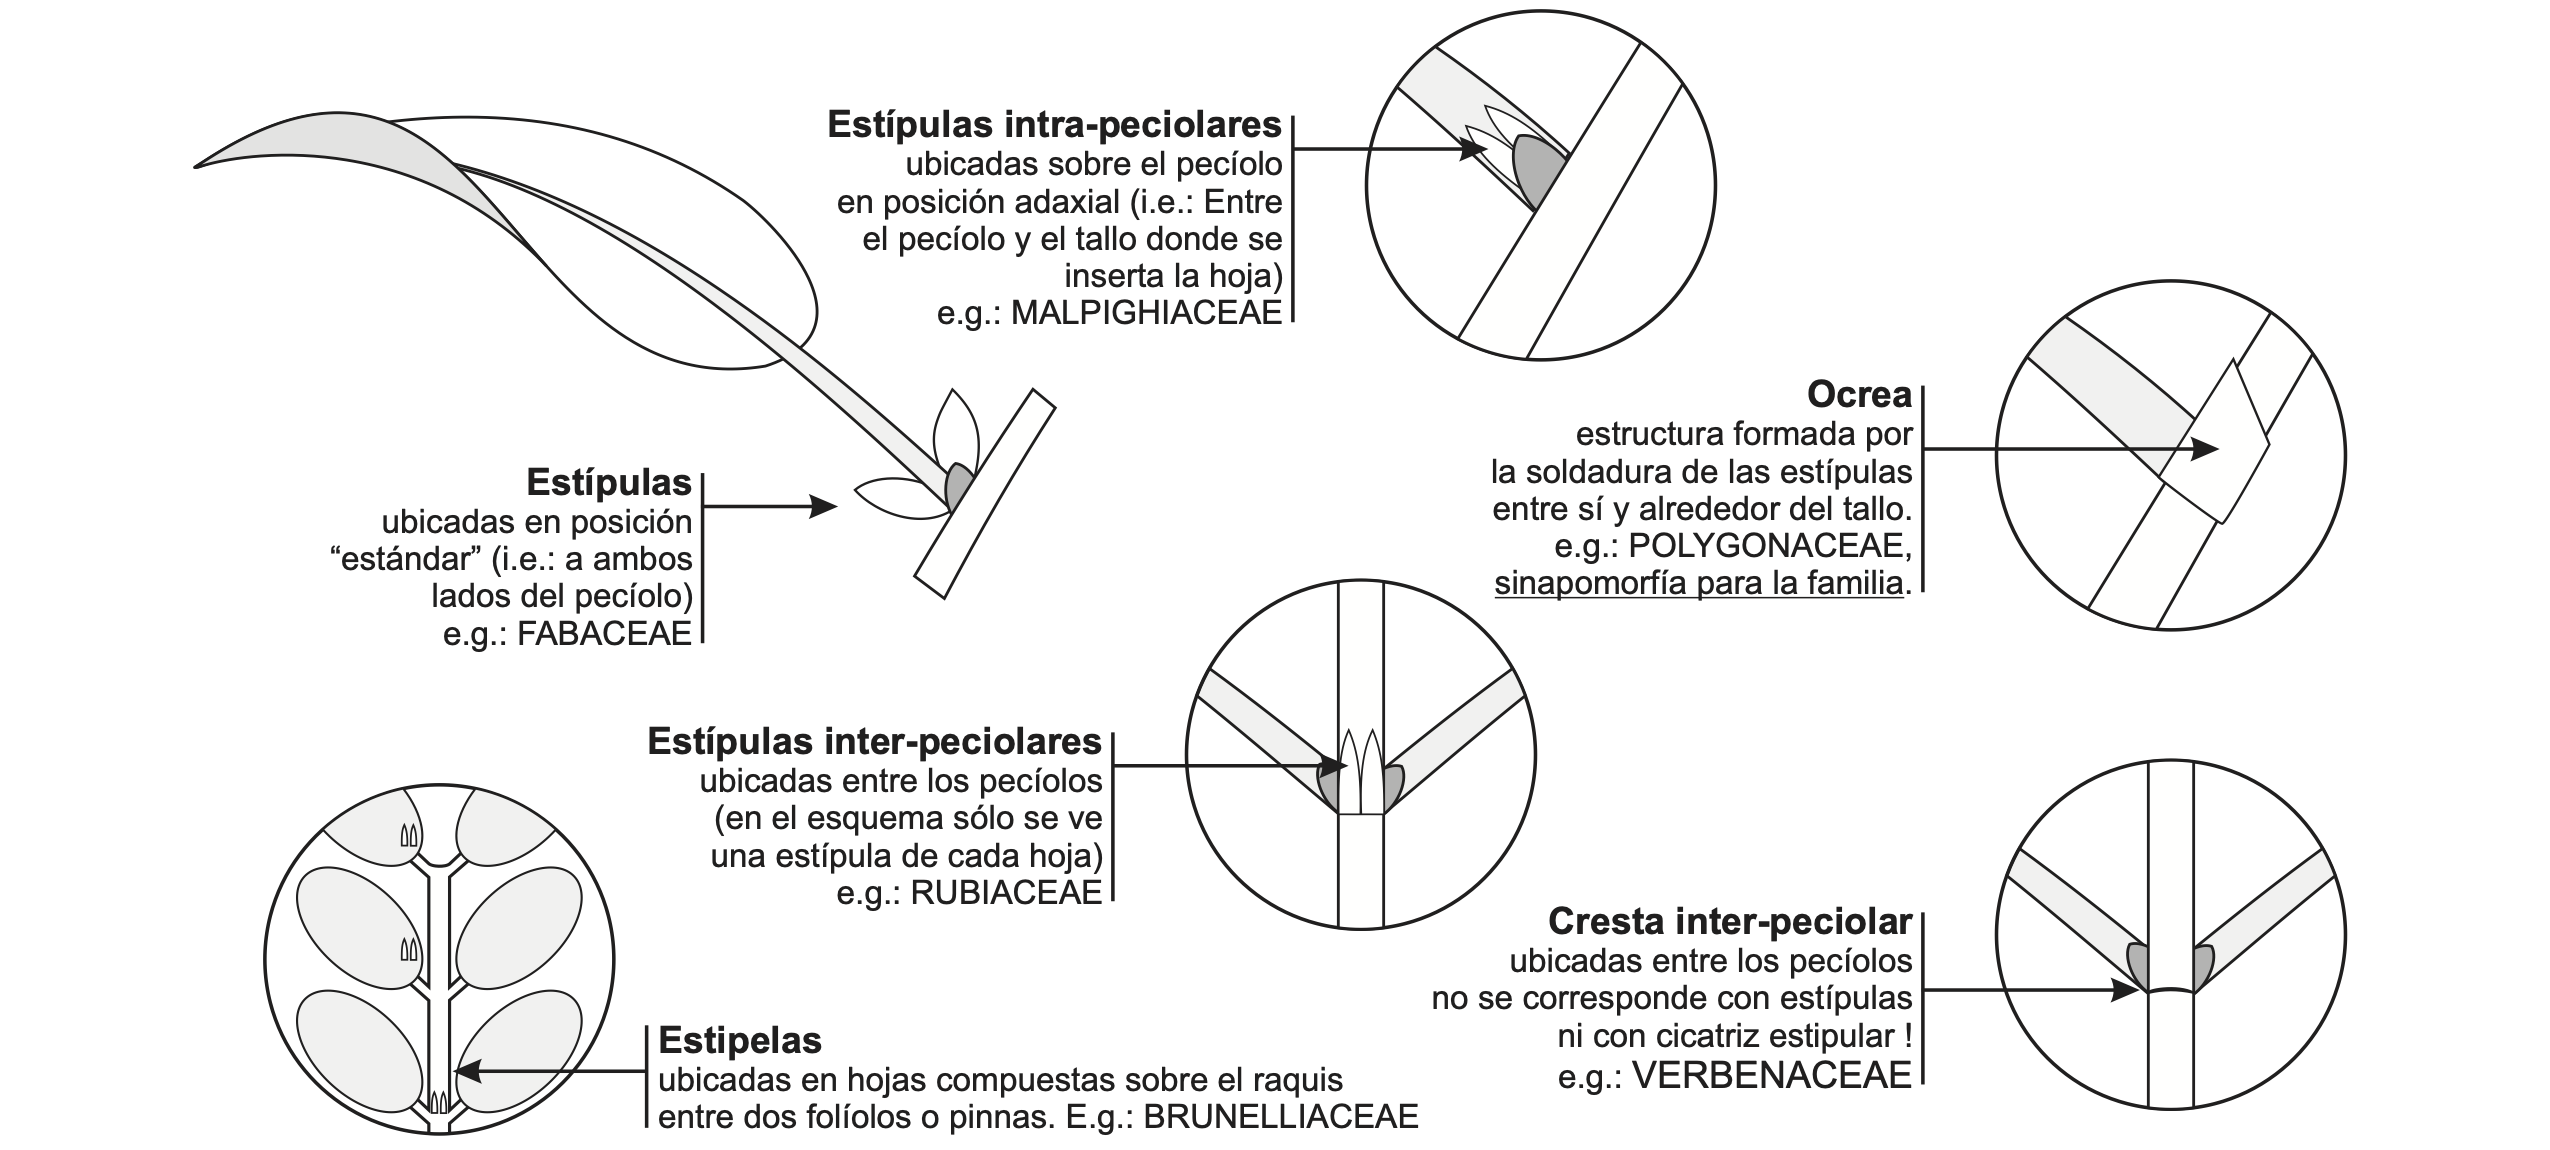 Estípulas intra-peciolares
ubicadas sobre el pecíolo
en posición adaxial (i.e.: Entre
el pecíolo y el tallo donde se
inserta la hoja)
e.g.: MALPIGHIACEAE
Ocrea
estructura formada por
la soldadura de las estípulas
entre sí y alrededor del tallo.
e.g.: POLYGONACEAE,
sinapomorfía para la familia.
Estípulas
ubicadas en posición
“estándar” (i.e.: a ambos
lados del pecíolo)
e.g.: FABACEAE
Estípulas inter-peciolares
ubicadas entre los pecíolos
(en el esquema sólo se ve
una estípula de cada hoja)
e.g.: RUBIACEAE
Cresta inter-peciolar
ubicadas entre los pecíolos
no se corresponde con estípulas
ni con cicatriz estipular !
e.g.: VERBENACEAE
Estipelas
ubicadas en hojas compuestas sobre el raquis
entre dos folíolos o pinnas. E.g.: BRUNELLIACEAE